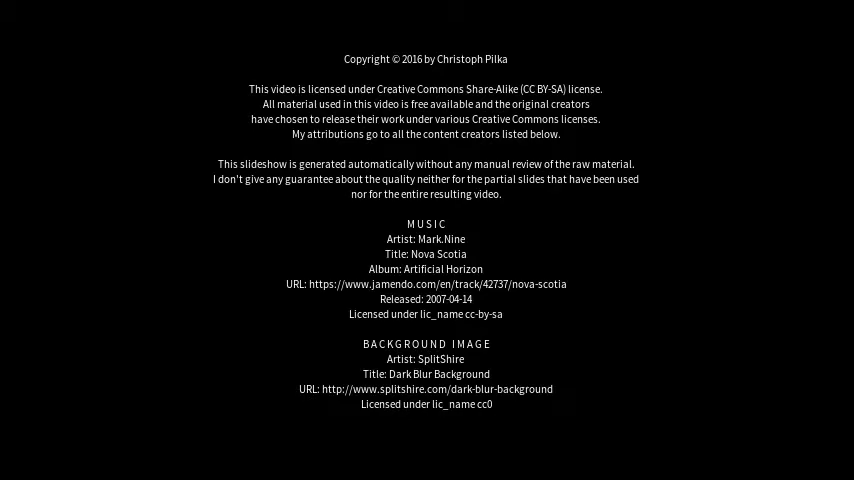 Copyright © 2016 by Christoph Pilka
This video is licensed under Creative Commons Share-Alike (CC BY-SA) license.
All material used in this video is free available and the original creators
have chosen to release their work under various Creative Commons licenses.
My attributions go to all the content creators listed below.
This slideshow is generated automatically without any manual review of the raw material.
I don't give any guarantee about the quality neither for the partial slides that have been used
nor for the entire resulting video.
MUSIC
Artist: Mark.Nine
Title: Nova Scotia
Album: Artificial Horizon
URL: https://www.jamendo.com/en/track/42737/nova-scotia
Released: 2007-04-14
Licensed under lic_name cc-by-sa
BACKGROUND IMAGE
Artist: SplitShire
Title: Dark Blur Background
URL: http://www.splitshire.com/dark-blur-background
Licensed under lic_name cc0